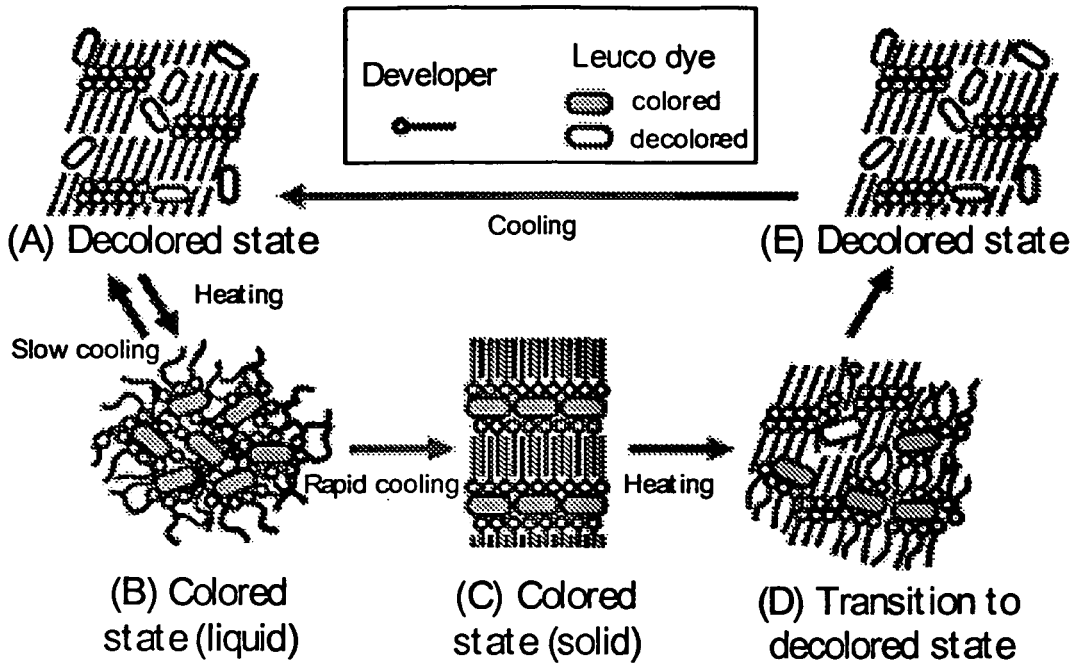 Developer
Leuco dye
colored
decolored
Cooling
(A) Decolored state
(E) Decolored state
Heating
Slow cooling
Rapid cooling
Heating
(B) Colored
state (liquid)
(C) Colored
state (solid)
(D) Transition to
decolored state